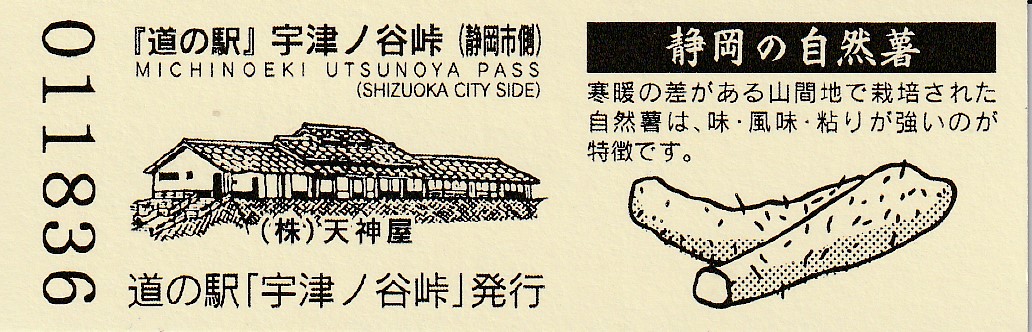 011836
『道の駅』宇津ノ谷峠(静岡市側)
MICHINOEKI UTSUNOYA PASS
(SHIZUOKA CITY SIDE)
(株)天神屋
道の駅「宇津ノ谷峠」発行
静岡の自然薯
寒暖の差がある山間地で栽培された
自然薯は、味・風味・粘りが強いのが
特徴です。